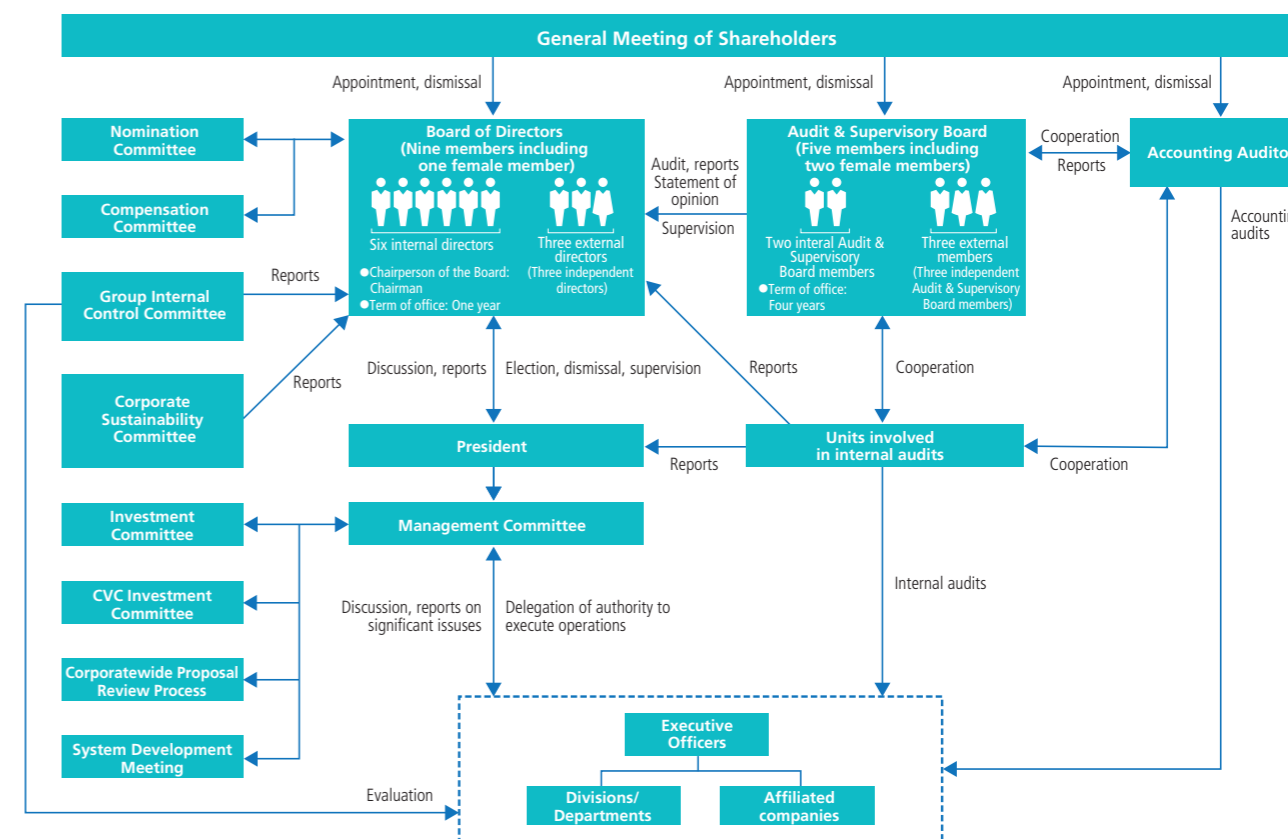 General Meeting of Shareholders
Appointment, dismissal
Appointment, dismissal
Appointment, dismissal
Nomination
Committee
Compensation
Committee
Board of Directors
(Nine members including
one female member)
Six internal directors
Three external
directors
(Three independent
directors)
●Chairperson of the Board:
Chairman
●Term of office: One year
Audit, reports
Statement of
opinion
Supervision
Audit & Supervisory Board
(Five members including
two female members)
Two interal Audit &
Supervisory
Board members
●Term of office:
Four years
Three external
members
(Three independent
Audit & Supervisory
Board members)
Cooperation
Reports
Accounting Audito
Accountin
audits
Group Internal
Control Committee
Reports
Corporate
Sustainability
Committee
Reports
Discussion, reports
Election, dismissal, supervision
Reports
Cooperation
President
Reports
Units involved
in internal audits
Cooperation
Investment
Committee
Management Committee
CVC Investment
Committee
Discussion, reports on
significant issuses
Delegation of authority to
execute operations
Internal audits
Corporatewide Proposal
Review Process
System Development
Meeting
Executive
Officers
Evaluation
Divisions/
Departments
Affiliated
companies